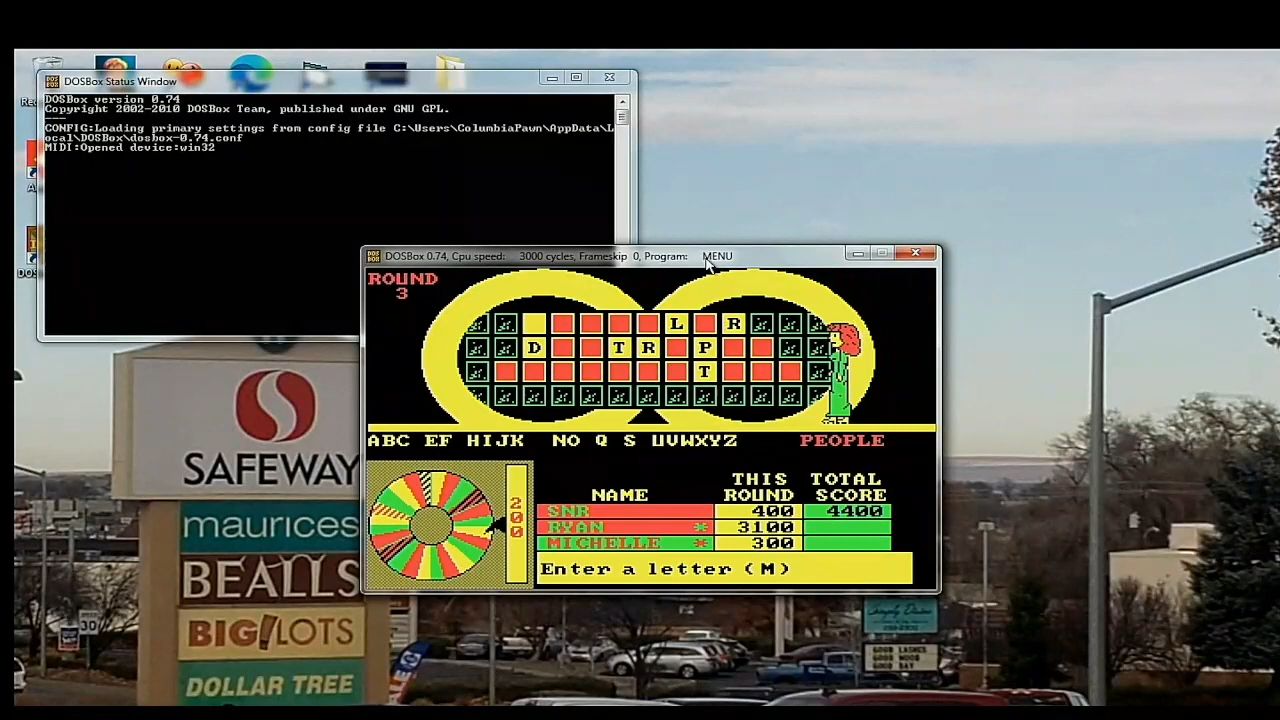 DOSBox Status Window
DOSBox version 0.74
Copyright 2002-2010 DOSBox Team, published under GNU GPL.
---
CONFIG:Loading primary settings from config file C:\Users\ColumbiaPawn\AppData\L
ocal\DOSBox\dosbox-0.74.conf
MIDI:Opened device:win32
DOSBox 0.74, Cpu speed: 3000 cycles, Frameskip 0, Program: MENU
ROUND
3
L R
D T R P
T
ABC EF HIJK NO Q S UVWXYZ PEOPLE
THIS TOTAL
NAME ROUND SCORE
SNR 400 4400
RYAN * 3100
MICHELLE * 300
200
Enter a letter (M)
SAFEWAY
maurices
BEALLS
BIG! LOTS
DOLLAR TREE
30